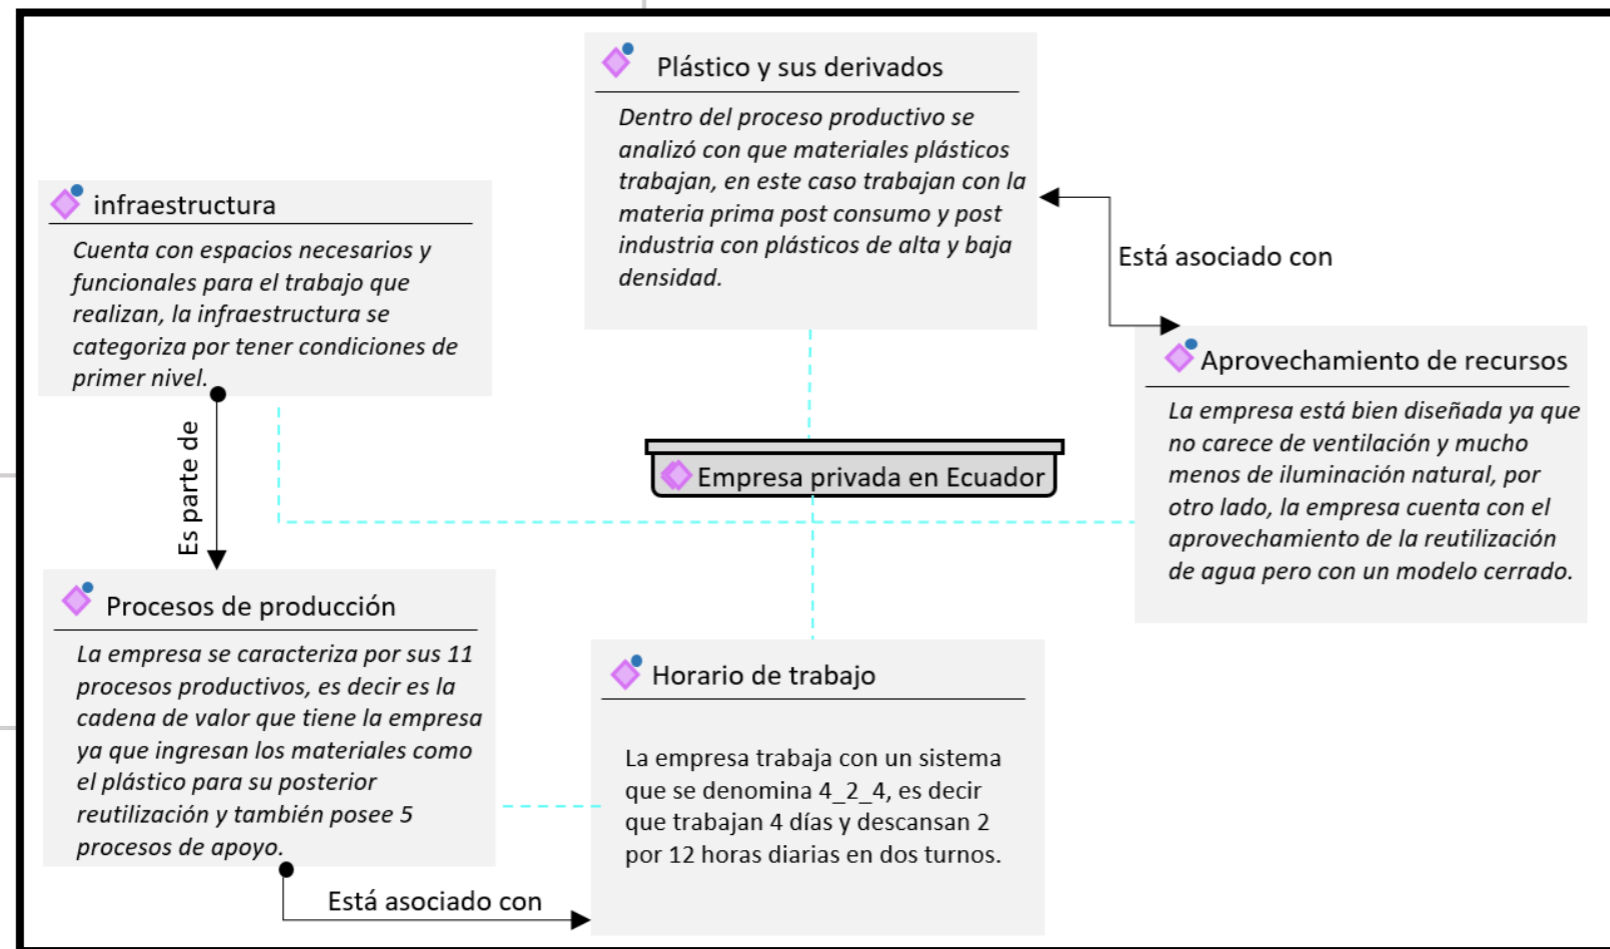 Plástico y sus derivados
Dentro del proceso productivo se
analizó con que materiales plásticos
trabajan, en este caso trabajan con la
materia prima post consumo y post
industria con plásticos de alta y baja
densidad.
infraestructura
Cuenta con espacios necesarios y
funcionales para el trabajo que
realizan, la infraestructura se
categoriza por tener condiciones de
primer nivel.
Está asociado con
Aprovechamiento de recursos
La empresa está bien diseñada ya que
no carece de ventilación y mucho
menos de iluminación natural, por
otro lado, la empresa cuenta con el
aprovechamiento de la reutilización
de agua pero con un modelo cerrado.
Es parte de
Empresa privada en Ecuador
Procesos de producción
La empresa se caracteriza por sus 11
procesos productivos, es decir es la
cadena de valor que tiene la empresa
ya que ingresan los materiales como
el plástico para su posterior
reutilización y también posee 5
procesos de apoyo.
Horario de trabajo
La empresa trabaja con un sistema
que se denomina 4_2_4, es decir
que trabajan 4 días y descansan 2
por 12 horas diarias en dos turnos.
Está asociado con